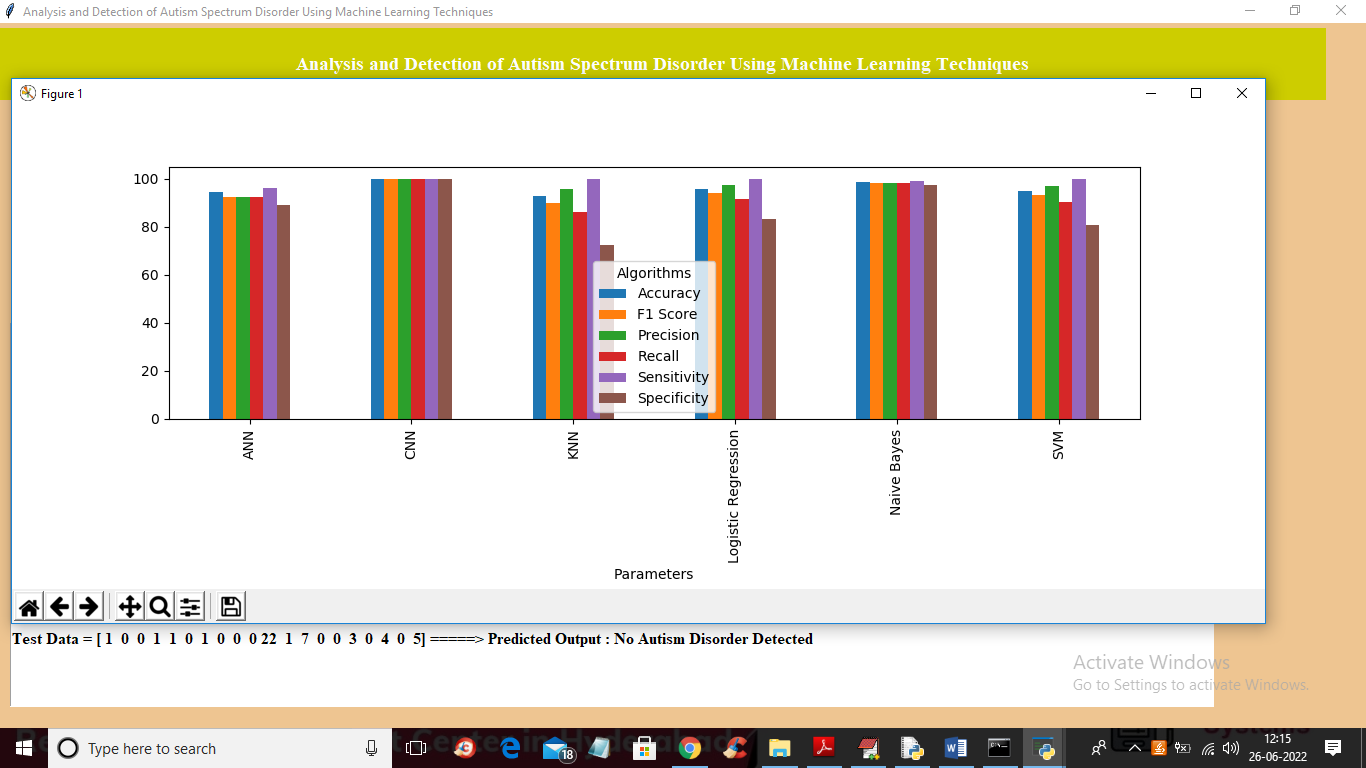 Analysis and Detection of Autism Spectrum Disorder Using Machine Learning Techniques
Analysis and Detection of Autism Spectrum Disorder Using Machine Learning Techniques
Figure 1
100
80
60
40
20
0
Algorithms
Accuracy
F1 Score
Precision
Recall
Sensitivity
Specificity
ANN
CNN
KNN
Logistic Regression
Naive Bayes
SVM
Parameters
Test Data = [ 1 0 0 1 1 0 1 0 0 0 22 1 7 0 0 3 0 4 0 5] =====> Predicted Output : No Autism Disorder Detected
Activate Windows
Go to Settings to activate Windows.
Type here to search
18
12:15
26-06-2022